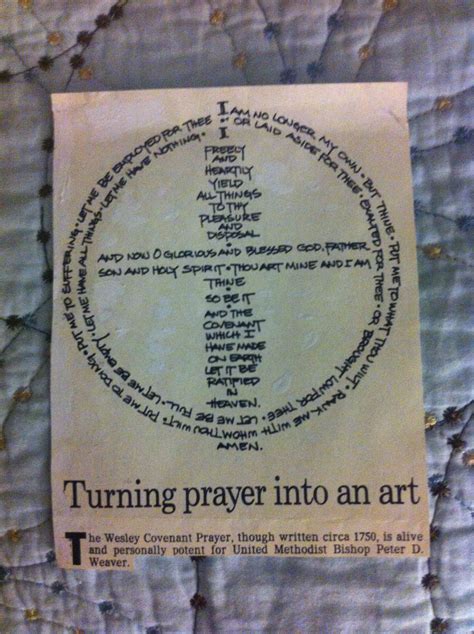 I AM NO LONGER MY OWN · BUT THINE · PUT ME TO WHAT THOU WILT · RANK ME WITH WHOM THOU WILT · PUT ME TO DOING · PUT ME TO SUFFERING · LET ME BE EMPLOYED FOR THEE ·
OR LAID ASIDE FOR THEE · EXALTED FOR THEE · OR BROUGHT LOW FOR THEE · LET ME BE FULL · LET ME BE EMPTY · LET ME HAVE ALL THINGS · LET ME HAVE NOTHING ·
I
FREELY
AND
HEARTILY
YIELD
ALL THINGS
TO THY
PLEASURE
AND
DISPOSAL
· AND NOW O GLORIOUS AND BLESSED GOD, FATHER
SON AND HOLY SPIRIT · THOU ART MINE AND I AM
THINE ·
SO BE IT
· AND THE
COVENANT
WHICH I
HAVE MADE
ON EARTH
LET IT BE
RATIFIED
IN
HEAVEN.
AMEN.
Turning prayer into an art
The Wesley Covenant Prayer, though written circa 1750, is alive
and personally potent for United Methodist Bishop Peter D.
Weaver.